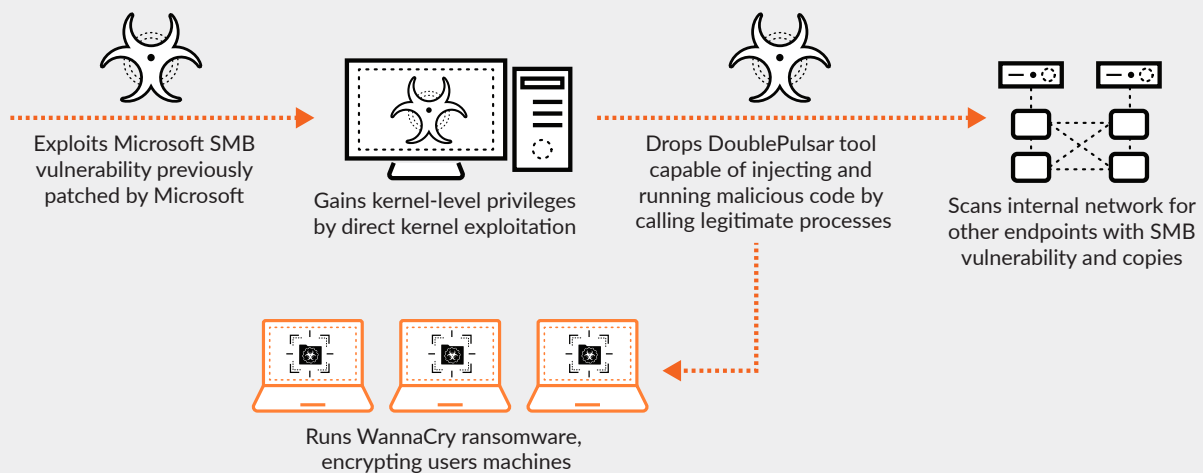 Exploits Microsoft SMB
vulnerability previously
patched by Microsoft
Gains kernel-level privileges
by direct kernel exploitation
Drops DoublePulsar tool
capable of injecting and
running malicious code by
calling legitimate processes
Scans internal network for
other endpoints with SMB
vulnerability and copies
Runs WannaCry ransomware,
encrypting users machines